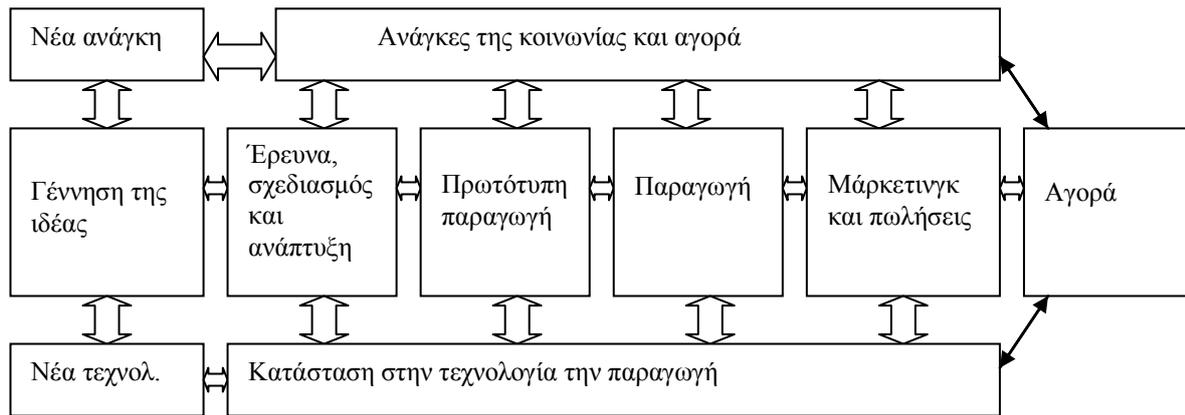 Νέα ανάγκη
Ανάγκες της κοινωνίας και αγορά
Γέννηση της
ιδέας
Έρευνα,
σχεδιασμός
και
ανάπτυξη
Πρωτότυπη
παραγωγή
Παραγωγή
Μάρκετινγκ
και πωλήσεις
Αγορά
Νέα τεχνολ.
Κατάσταση στην τεχνολογία την παραγωγή